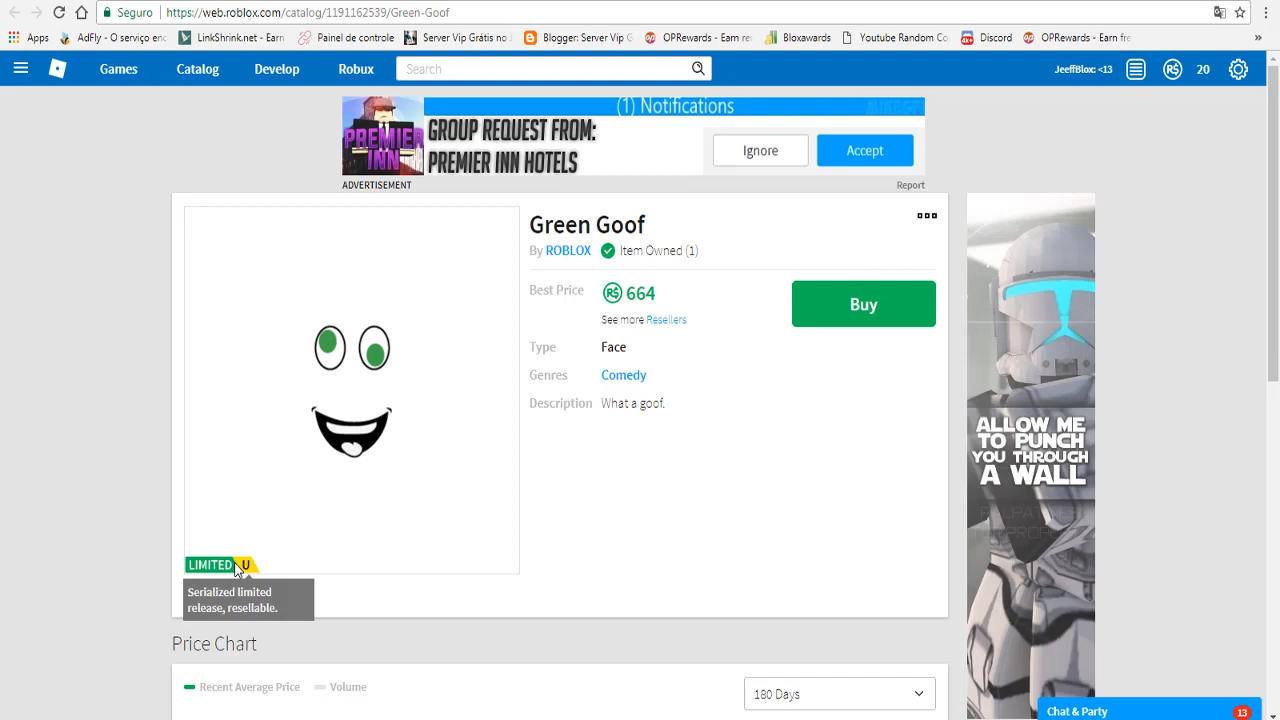 Seguro https://web.roblox.com/catalog/1191162539/Green-Goof
Apps AdFly - O serviço enc LinkShrink.net - Earn Painel de controle Server Vip Grátis no J Blogger: Server Vip G OPRewards - Earn rew Bloxawards Youtube Random Co Discord OPRewards - Earn fre »
Games Catalog Develop Robux Search JeeffBlox: <13 R$ 20
(1) Notifications
PREMIER INN
GROUP REQUEST FROM:
PREMIER INN HOTELS
Ignore Accept
ADVERTISEMENT Report
Green Goof
By ROBLOX Item Owned (1)
Best Price R$ 664
Buy
See more Resellers
Type Face
Genres Comedy
Description What a goof.
ALLOW ME
TO PUNCH
YOU THROUGH
A WALL
LIMITED U
Serialized limited
release, resellable.
Price Chart
Recent Average Price Volume 180 Days
Chat & Party 13